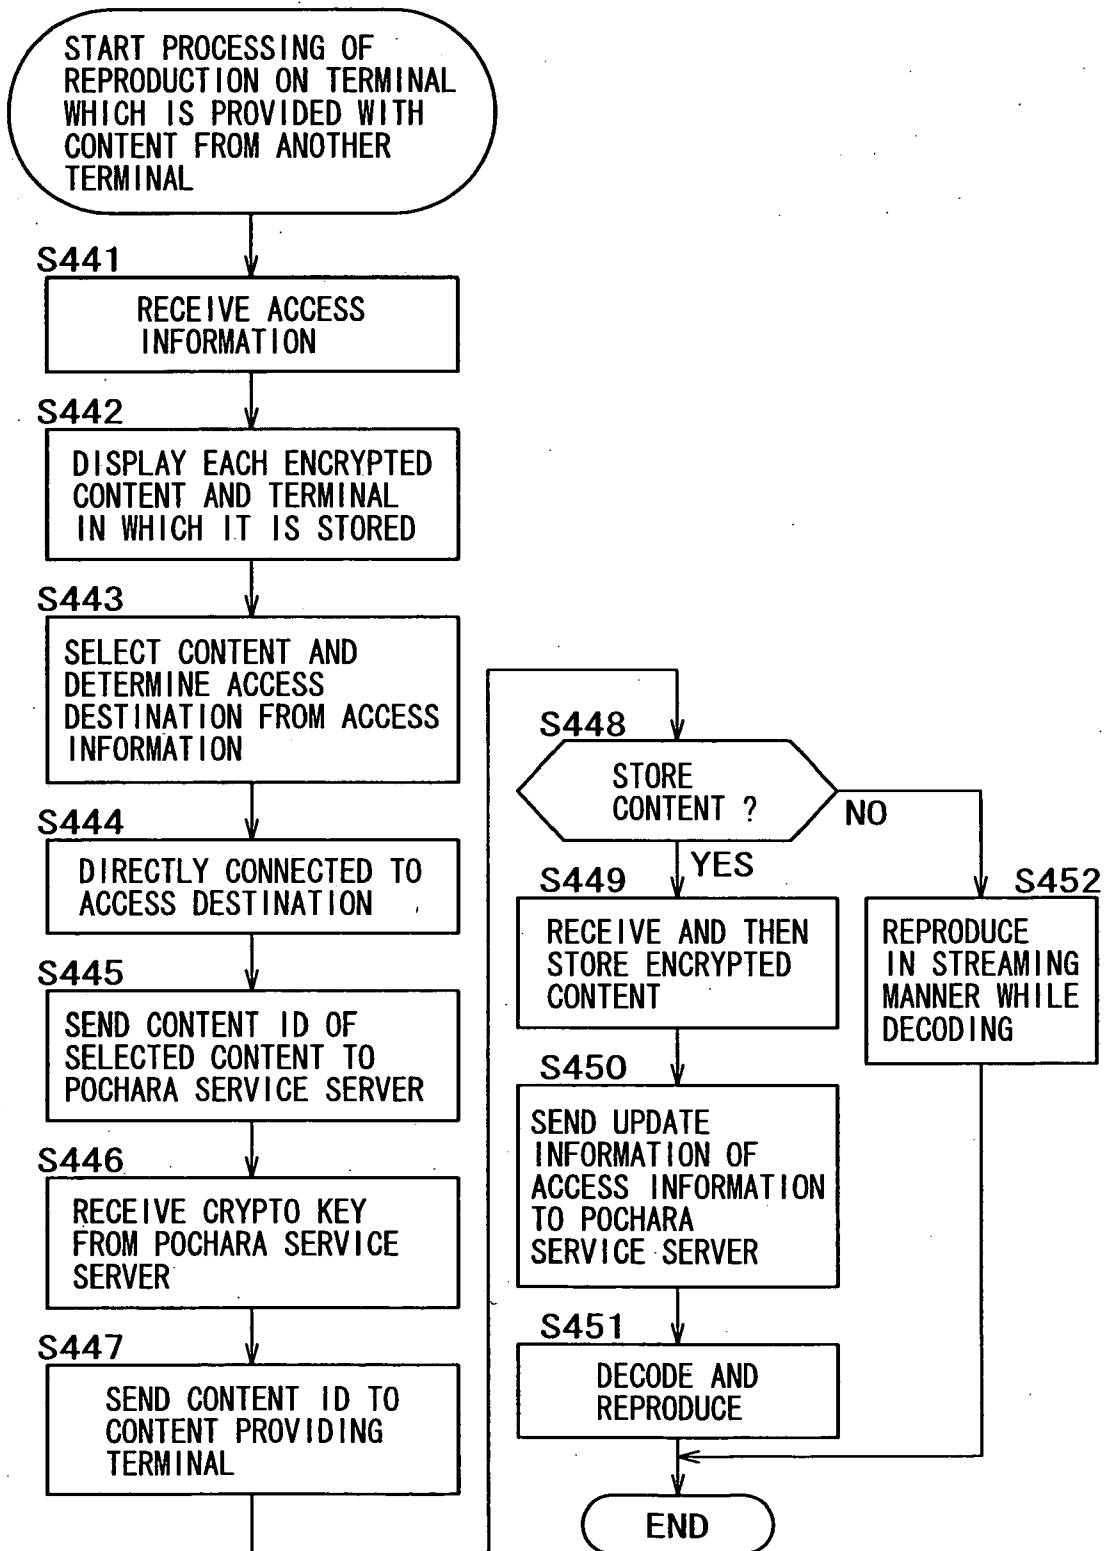 START PROCESSING OF
REPRODUCTION ON TERMINAL
WHICH IS PROVIDED WITH
CONTENT FROM ANOTHER
TERMINAL
S441
RECEIVE ACCESS
INFORMATION
S442
DISPLAY EACH ENCRYPTED
CONTENT AND TERMINAL
IN WHICH IT IS STORED
S443
SELECT CONTENT AND
DETERMINE ACCESS
DESTINATION FROM ACCESS
INFORMATION
S444
DIRECTLY CONNECTED TO
ACCESS DESTINATION
S445
SEND CONTENT ID OF
SELECTED CONTENT TO
POCHARA SERVICE SERVER
S446
RECEIVE CRYPTO KEY
FROM POCHARA SERVICE
SERVER
S447
SEND CONTENT ID TO
CONTENT PROVIDING
TERMINAL
S448
STORE
CONTENT ?
NO
YES
S449
RECEIVE AND THEN
STORE ENCRYPTED
CONTENT
S452
REPRODUCE
IN STREAMING
MANNER WHILE
DECODING
S450
SEND UPDATE
INFORMATION OF
ACCESS INFORMATION
TO POCHARA
SERVICE SERVER
S451
DECODE AND
REPRODUCE
END